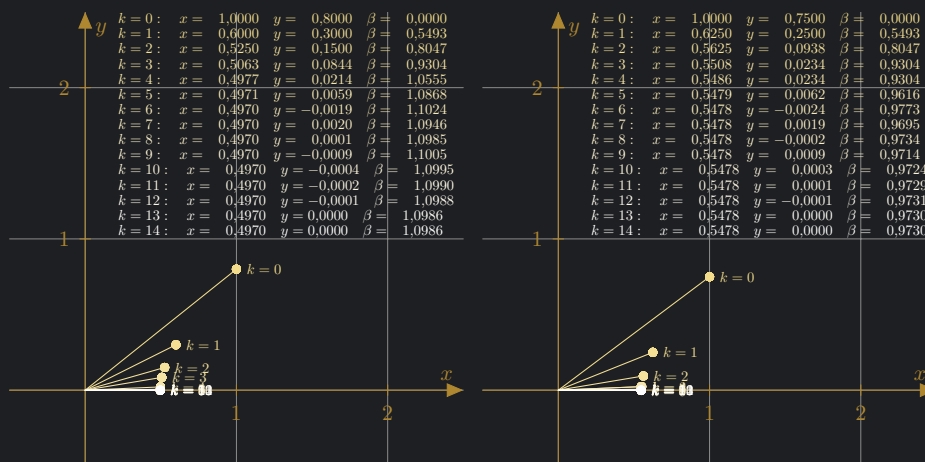 y
k = 0 : x = 1,0000 y = 0,8000 β = 0,0000
k = 1 : x = 0,6000 y = 0,3000 β = 0,5493
k = 2 : x = 0,5250 y = 0,1500 β = 0,8047
k = 3 : x = 0,5063 y = 0,0844 β = 0,9304
k = 4 : x = 0,4977 y = 0,0214 β = 1,0555
k = 5 : x = 0,4971 y = 0,0059 β = 1,0868
k = 6 : x = 0,4970 y = −0,0019 β = 1,1024
k = 7 : x = 0,4970 y = 0,0020 β = 1,0946
k = 8 : x = 0,4970 y = 0,0001 β = 1,0985
k = 9 : x = 0,4970 y = −0,0009 β = 1,1005
k = 10 : x = 0,4970 y = −0,0004 β = 1,0995
k = 11 : x = 0,4970 y = −0,0002 β = 1,0990
k = 12 : x = 0,4970 y = −0,0001 β = 1,0988
k = 13 : x = 0,4970 y = 0,0000 β = 1,0986
k = 14 : x = 0,4970 y = 0,0000 β = 1,0986
2
1
k = 0
k = 1
k = 2
k = 3
x
1
2
y
k = 0 : x = 1,0000 y = 0,7500 β = 0,0000
k = 1 : x = 0,6250 y = 0,2500 β = 0,5493
k = 2 : x = 0,5625 y = 0,0938 β = 0,8047
k = 3 : x = 0,5508 y = 0,0234 β = 0,9304
k = 4 : x = 0,5486 y = 0,0234 β = 0,9304
k = 5 : x = 0,5479 y = 0,0062 β = 0,9616
k = 6 : x = 0,5478 y = −0,0024 β = 0,9773
k = 7 : x = 0,5478 y = 0,0019 β = 0,9695
k = 8 : x = 0,5478 y = −0,0002 β = 0,9734
k = 9 : x = 0,5478 y = 0,0009 β = 0,9714
k = 10 : x = 0,5478 y = 0,0003 β = 0,9724
k = 11 : x = 0,5478 y = 0,0001 β = 0,9729
k = 12 : x = 0,5478 y = −0,0001 β = 0,9731
k = 13 : x = 0,5478 y = 0,0000 β = 0,9730
k = 14 : x = 0,5478 y = 0,0000 β = 0,9730
2
1
k = 0
k = 1
k = 2
x
1
2